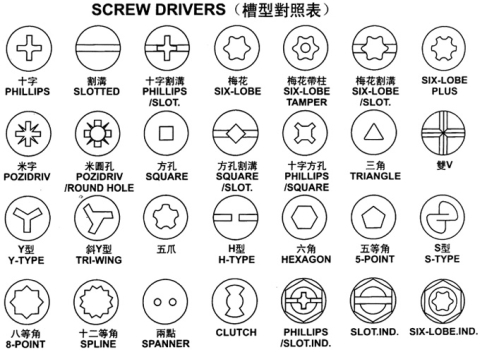 SCREW DRIVERS（槽型對照表）
十字 割溝 十字割溝 梅花 梅花帶柱 梅花割溝 SIX-LOBE
PHILLIPS SLOTTED PHILLIPS SIX-LOBE SIX-LOBE SIX-LOBE PLUS
/SLOT. TAMPER /SLOT.
米字 米圓孔 方孔 方孔割溝 十字方孔 三角 雙V
POZIDRIV POZIDRIV SQUARE SQUARE PHILLIPS TRIANGLE
/ROUND HOLE /SLOT. /SQUARE
Y型 斜Y型 五爪 H型 六角 五等角 S型
Y-TYPE TRI-WING H-TYPE HEXAGON 5-POINT S-TYPE
八等角 十二等角 兩點 CLUTCH PHILLIPS SLOT.IND. SIX-LOBE.IND.
8-POINT SPLINE SPANNER /SLOT.IND.